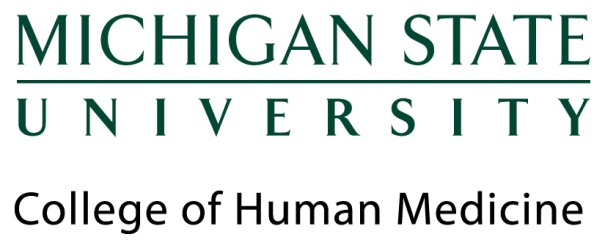 MICHIGAN STATE
UNIVERSITY
College of Human Medicine